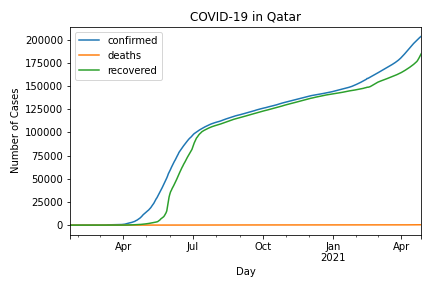 COVID-19 in Qatar
confirmed
deaths
recovered
Number of Cases
200000
175000
150000
125000
100000
75000
50000
25000
0
Apr
Jul
Oct
Jan
2021
Apr
Day